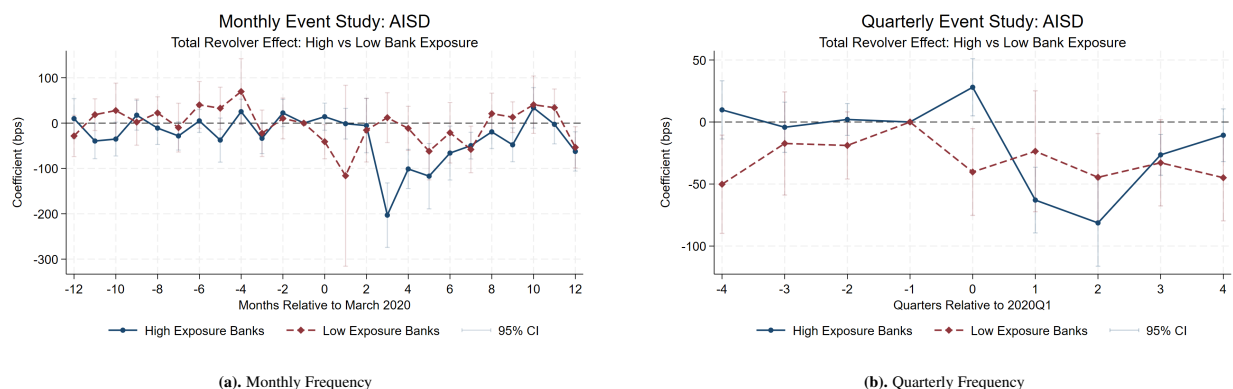 Monthly Event Study: AISD
Total Revolver Effect: High vs Low Bank Exposure
Coefficient (bps)
100
0
-100
-200
-300
-12 -10 -8 -6 -4 -2 0 2 4 6 8 10 12
Months Relative to March 2020
High Exposure Banks Low Exposure Banks 95% CI
(a). Monthly Frequency
Quarterly Event Study: AISD
Total Revolver Effect: High vs Low Bank Exposure
Coefficient (bps)
50
0
-50
-100
-4 -3 -2 -1 0 1 2 3 4
Quarters Relative to 2020Q1
High Exposure Banks Low Exposure Banks 95% CI
(b). Quarterly Frequency